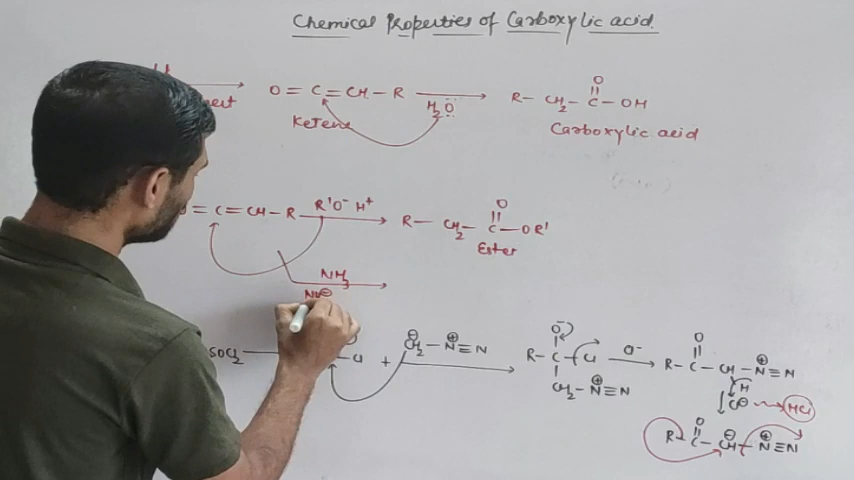 Chemical Properties of Carboxylic acid.
O = C = CH - R H2O R - CH2 - C - OH
O
Ketene
Carboxylic acid
= C = CH - R R'O⁻ H⁺ R - CH2 - C - OR'
O
Ester
NH3
SOCl2 Cl + CH2 - N ≡ N R - C - Cl Cl⁻ R - C - CH - N ≡ N
⊖ ⊕ O⁻ O ⊕
CH2 - N ≡ N H
⊕
Cl⊖ HCl
R - C - CH - N ≡ N
O ⊖ ⊕